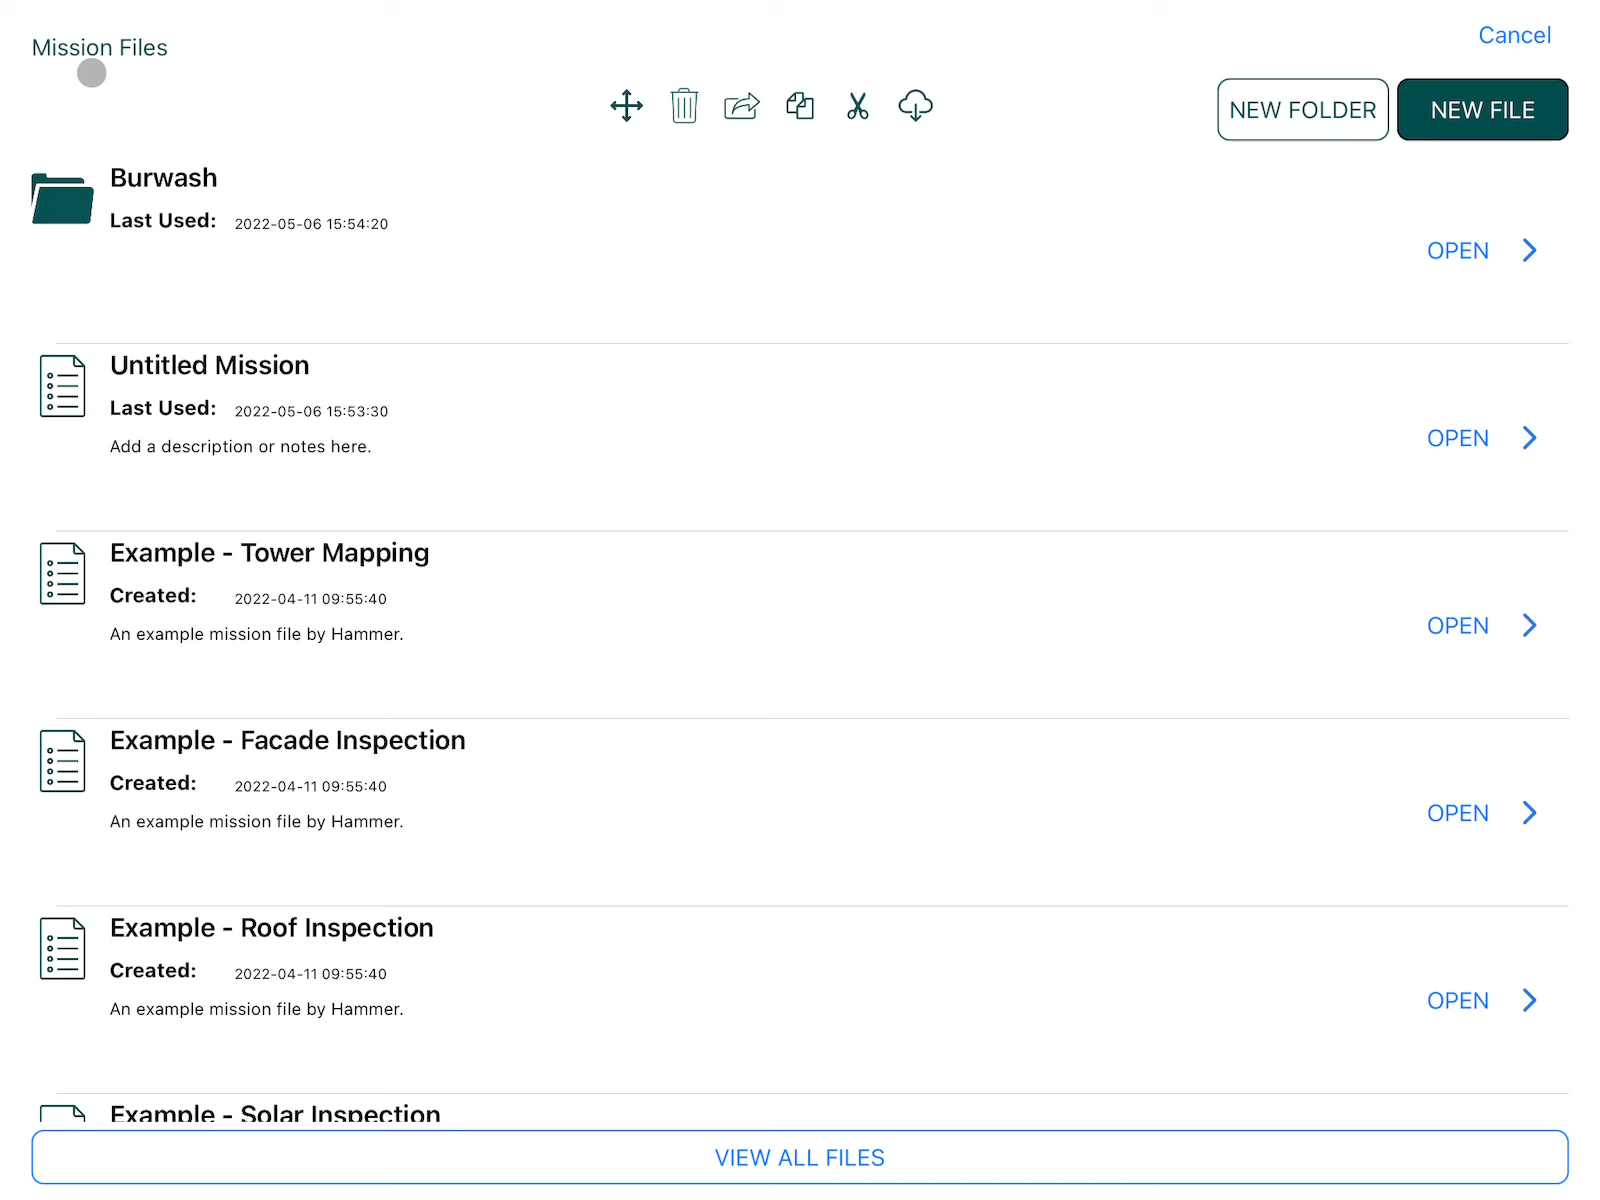 Mission Files
Cancel
NEW FOLDER
NEW FILE
Burwash
Last Used: 2022-05-06 15:54:20
OPEN
Untitled Mission
Last Used: 2022-05-06 15:53:30
Add a description or notes here.
OPEN
Example - Tower Mapping
Created: 2022-04-11 09:55:40
An example mission file by Hammer.
OPEN
Example - Facade Inspection
Created: 2022-04-11 09:55:40
An example mission file by Hammer.
OPEN
Example - Roof Inspection
Created: 2022-04-11 09:55:40
An example mission file by Hammer.
OPEN
Example - Solar Inspection
VIEW ALL FILES